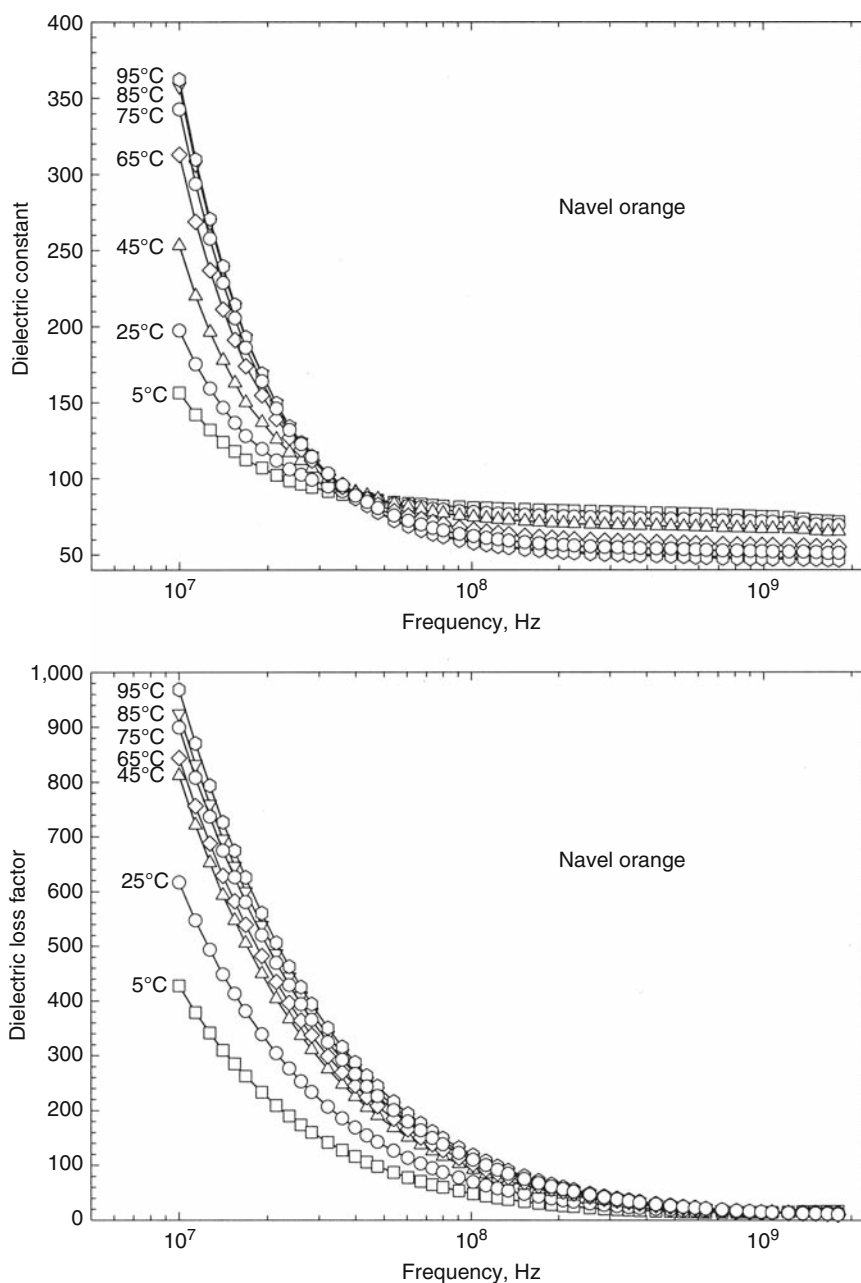 400
350
300
250
200
150
100
50
Dielectric constant
95°C
85°C
75°C
65°C
45°C
25°C
5°C
Navel orange
10⁷
10⁸
10⁹
Frequency, Hz
1,000
900
800
700
600
500
400
300
200
100
0
Dielectric loss factor
95°C
85°C
75°C
65°C
45°C
25°C
5°C
Navel orange
10⁷
10⁸
10⁹
Frequency, Hz